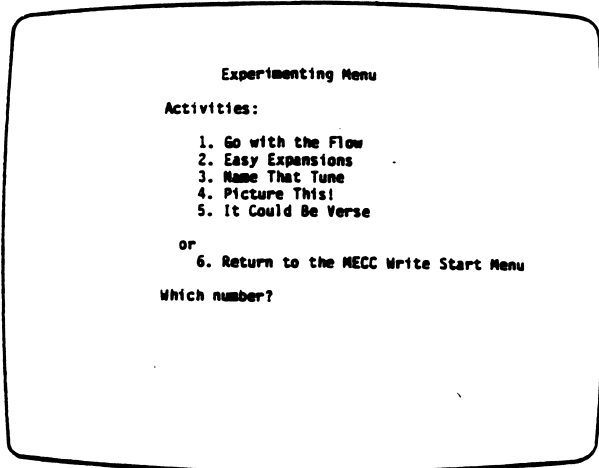 Experimenting Menu
Activities:
1. Go with the Flow
2. Easy Expansions
3. Name That Tune
4. Picture This!
5. It Could Be Verse
or
6. Return to the MECC Write Start Menu
Which number?